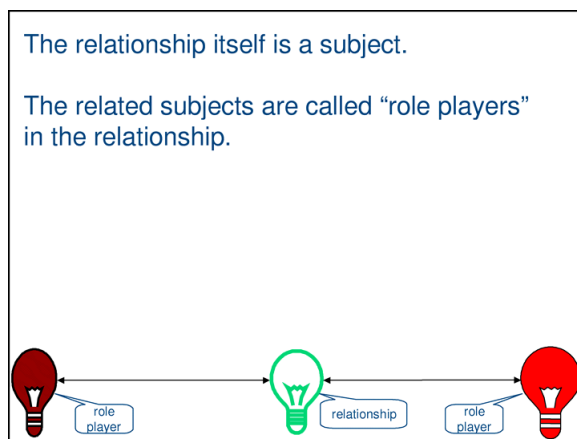 The relationship itself is a subject.
The related subjects are called “role players”
in the relationship.
role
player
relationship
role
player